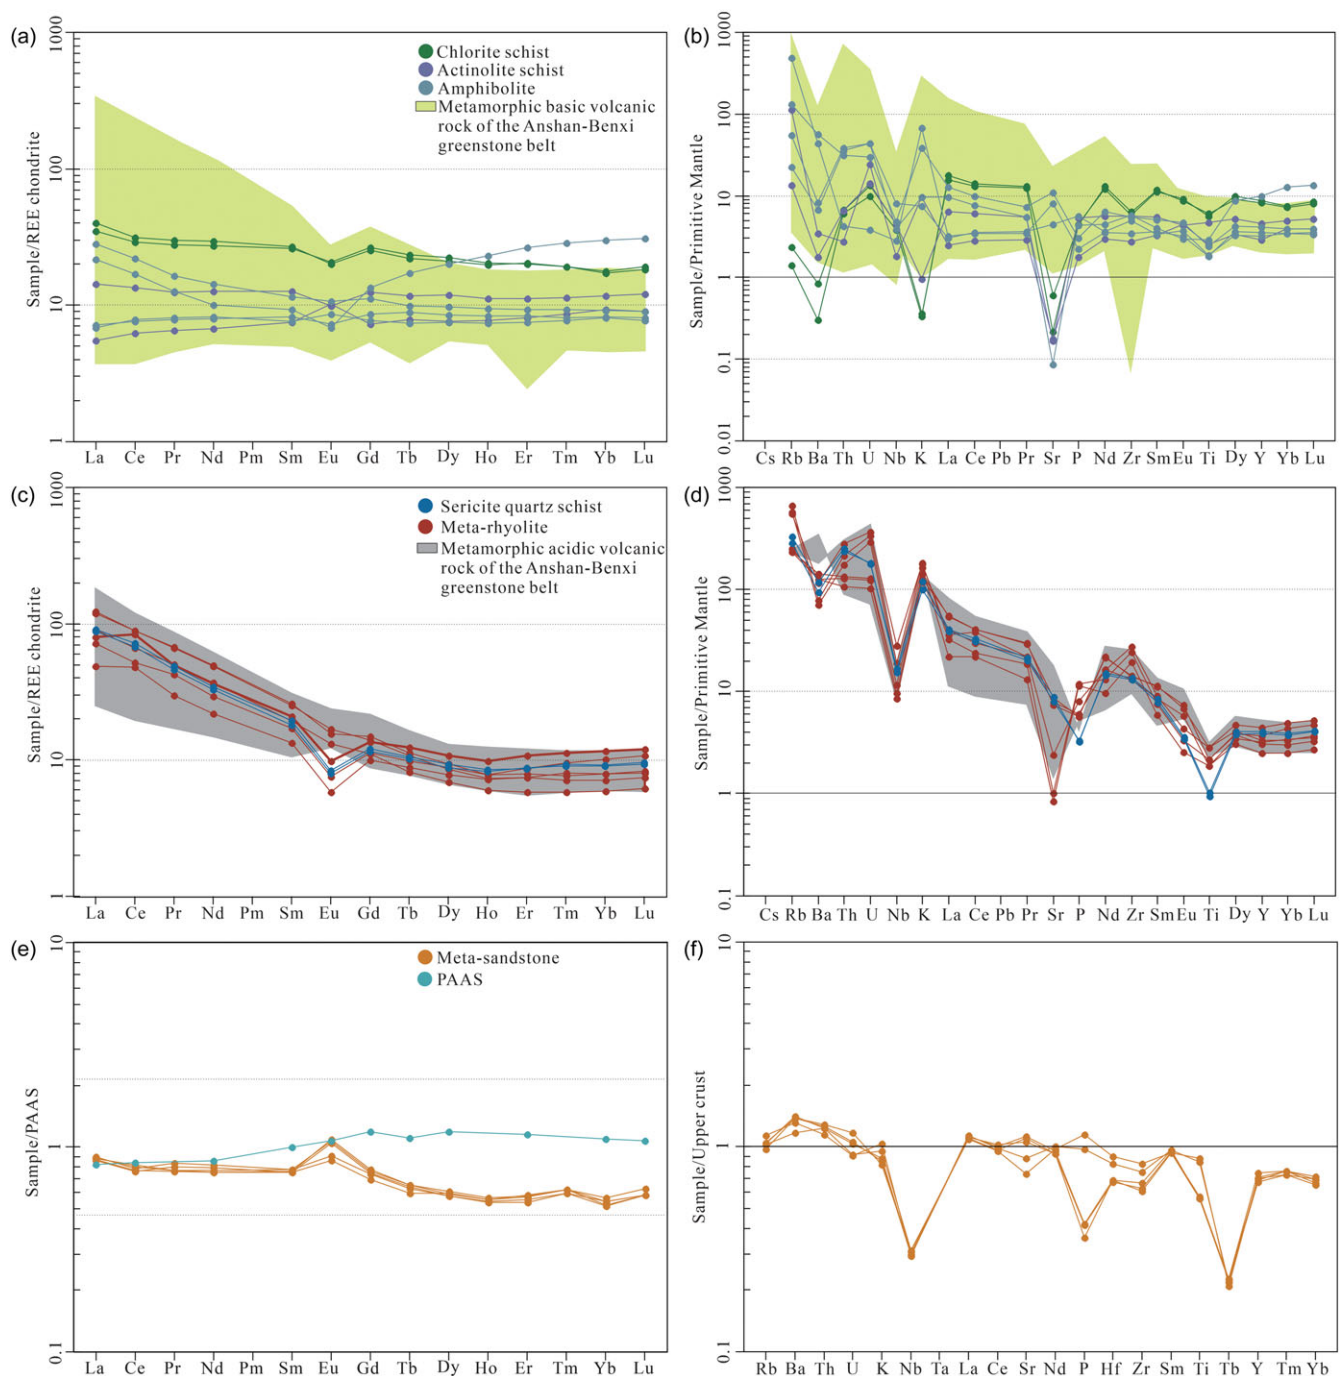 (a)
1000
100
10
1
Sample/REE chondrite
Chlorite schist
Actinolite schist
Amphibolite
Metamorphic basic volcanic
rock of the Anshan-Benxi
greenstone belt
La Ce Pr Nd Pm Sm Eu Gd Tb Dy Ho Er Tm Yb Lu
(b)
1000
100
10
1
0.1
0.01
Sample/Primitive Mantle
Cs Rb Ba Th U Nb K La Ce Pb Pr Sr P Nd Zr Sm Eu Ti Dy Y Yb Lu
(c)
1000
100
10
1
Sample/REE chondrite
Sericite quartz schist
Meta-rhyolite
Metamorphic acidic volcanic
rock of the Anshan-Benxi
greenstone belt
La Ce Pr Nd Pm Sm Eu Gd Tb Dy Ho Er Tm Yb Lu
(d)
1000
100
10
1
0.1
Sample/Primitive Mantle
Cs Rb Ba Th U Nb K La Ce Pb Pr Sr P Nd Zr Sm Eu Ti Dy Y Yb Lu
(e)
10
1
0.1
Sample/PAAS
Meta-sandstone
PAAS
La Ce Pr Nd Pm Sm Eu Gd Tb Dy Ho Er Tm Yb Lu
(f)
10
1
0.1
Sample/Upper crust
Rb Ba Th U K Nb Ta La Ce Sr Nd P Hf Zr Sm Ti Tb Y Tm Yb